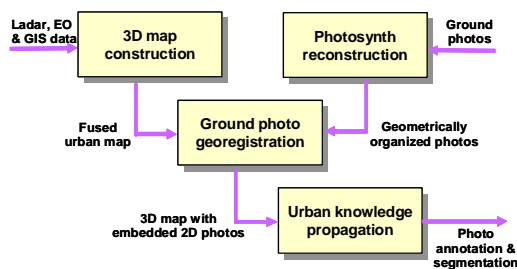 Ladar, EO
& GIS data
3D map
construction
Photosynth
reconstruction
Ground
photos
Fused
urban map
Ground photo
georegistration
Geometrically
organized photos
3D map with
embedded 2D photos
Urban knowledge
propagation
Photo
annotation &
segmentation